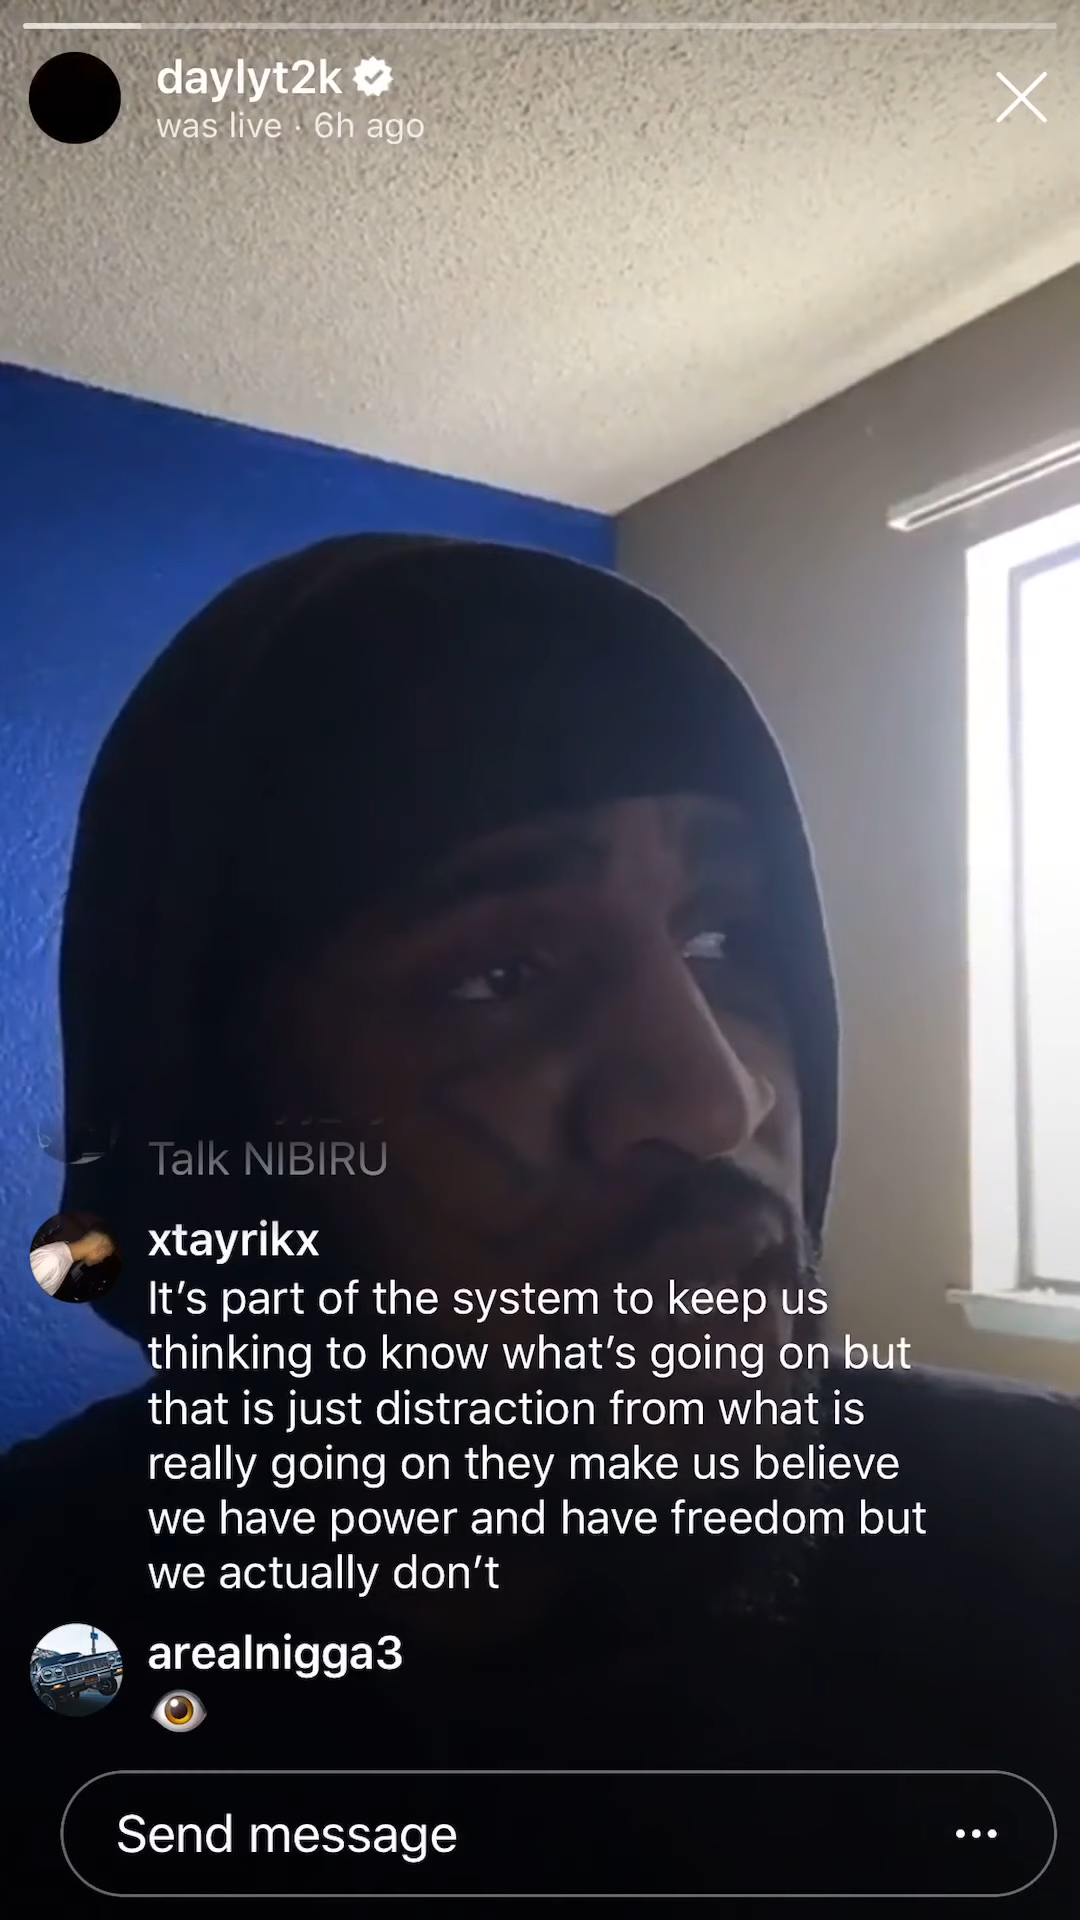 daylyt2k
was live · 6h ago
Talk NIBIRU
xtayrikx
It’s part of the system to keep us
thinking to know what’s going on but
that is just distraction from what is
really going on they make us believe
we have power and have freedom but
we actually don’t
arealnigga3
👁️
Send message